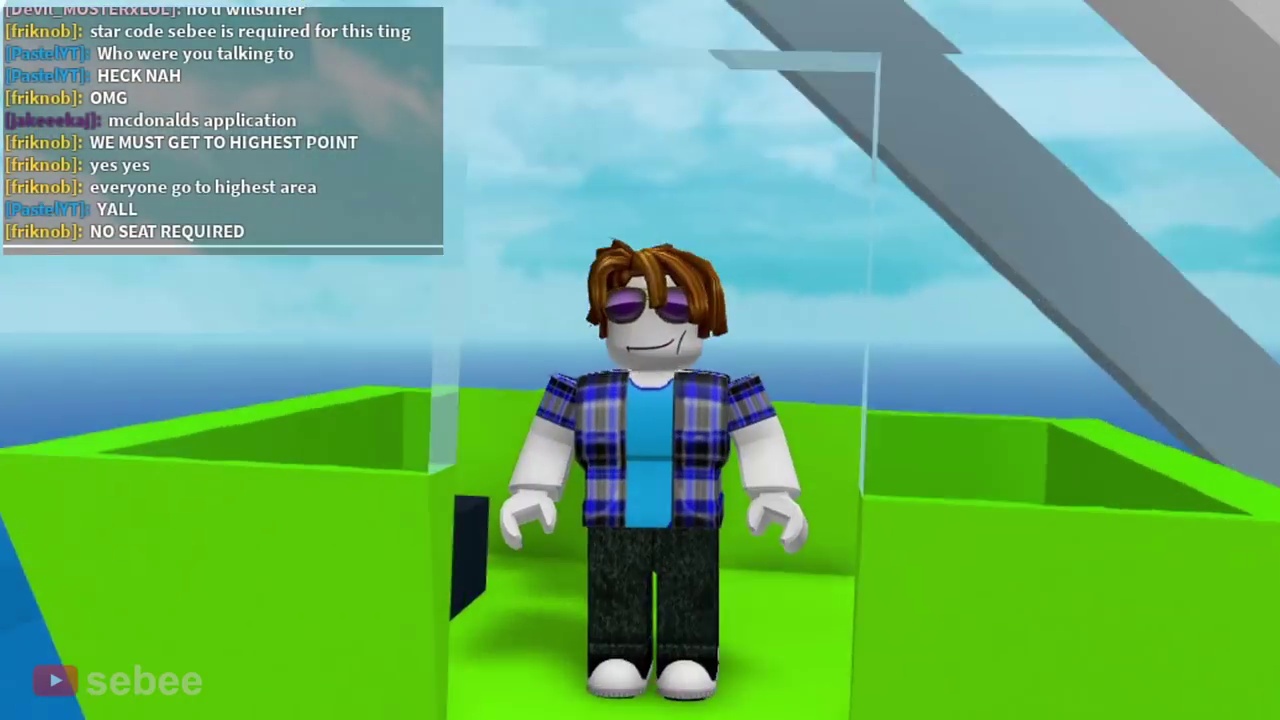 [Devil_MOSTERxLOL]: no u willsuffer
[friknob]: star code sebee is required for this ting
[PastelYT]: Who were you talking to
[PastelYT]: HECK NAH
[friknob]: OMG
[jakeeekaj]: mcdonalds application
[friknob]: WE MUST GET TO HIGHEST POINT
[friknob]: yes yes
[friknob]: everyone go to highest area
[PastelYT]: YALL
[friknob]: NO SEAT REQUIRED
sebee